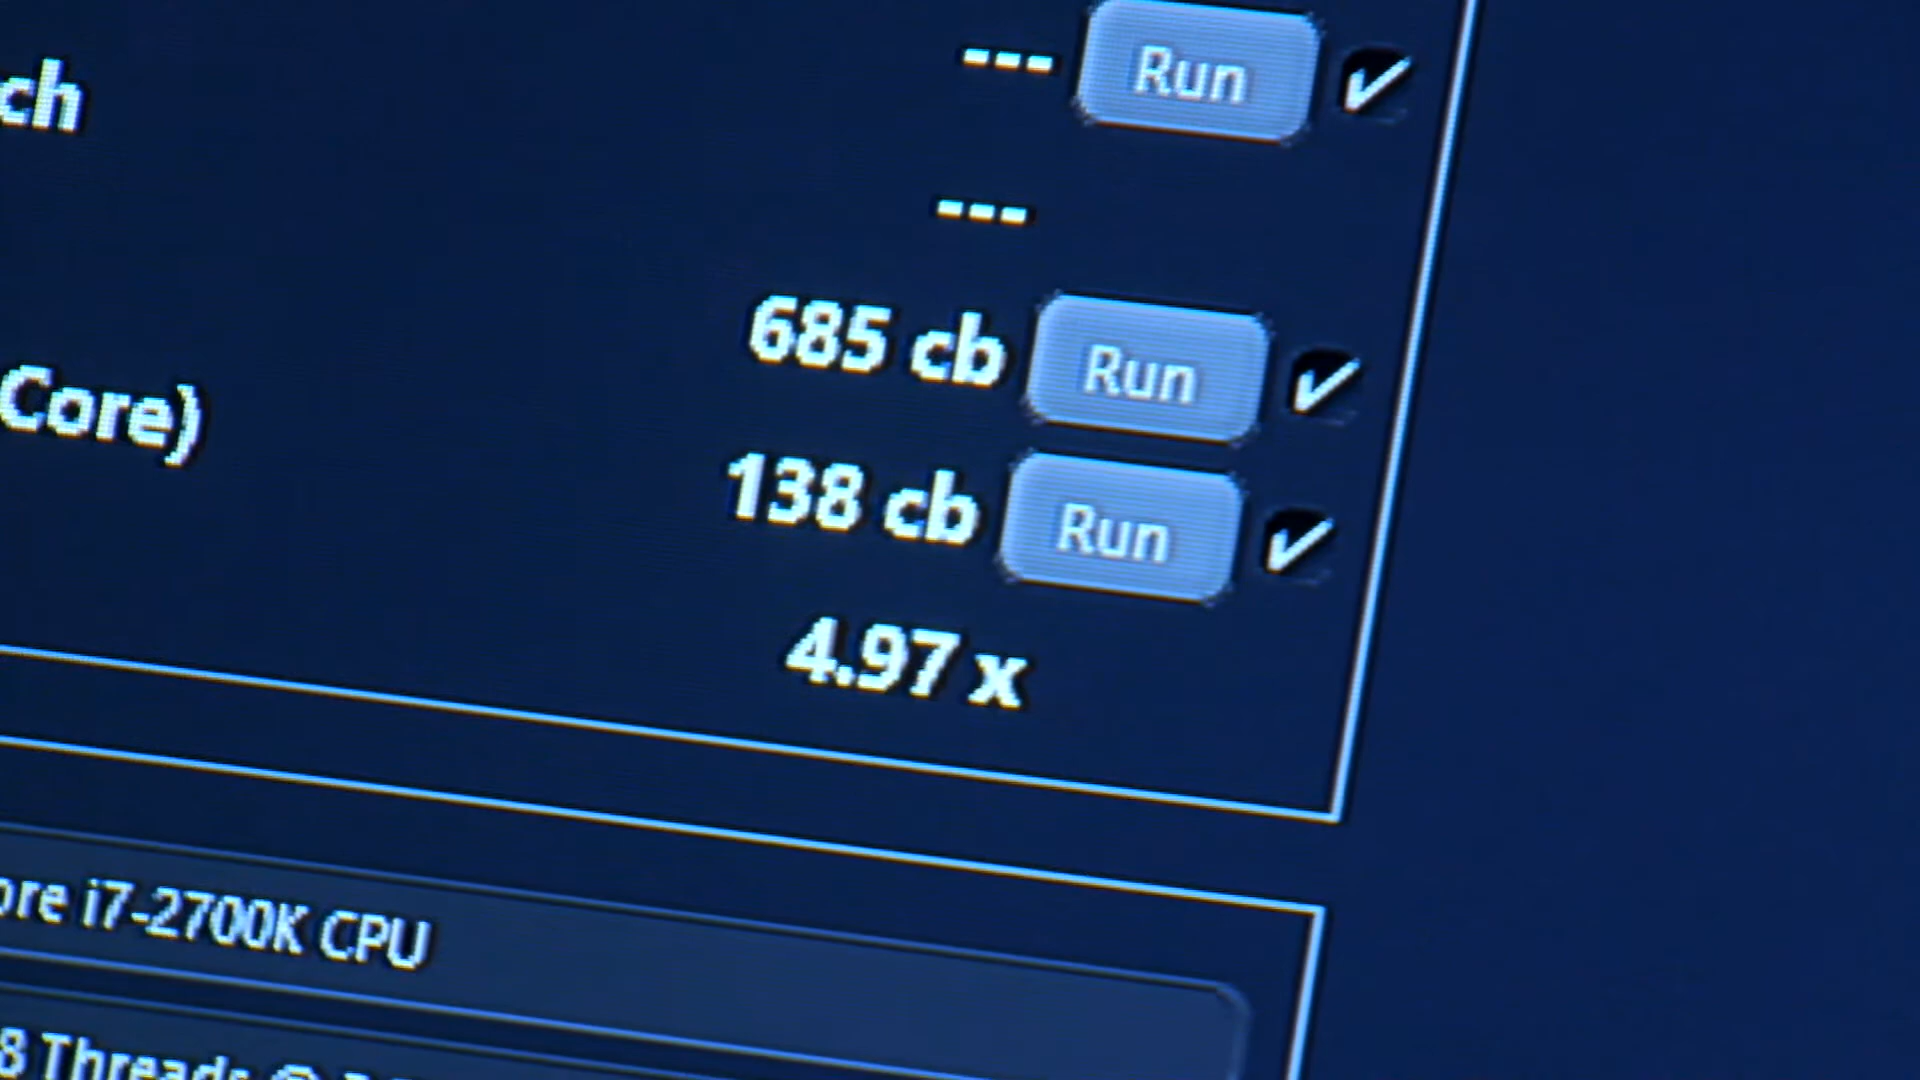 --- Run
ch
---
685 cb Run
Core) 138 cb Run
4.97 x
ore i7-2700K CPU
8 Threads @